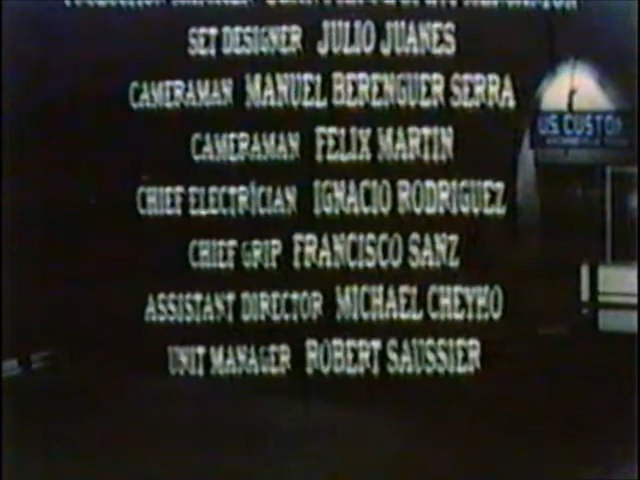 SET DESIGNER JULIO JUANES
CAMERAMAN MANUEL BERENGUER SERRA
CAMERAMAN FELIX MARTIN
CHIEF ELECTRICIAN IGNACIO RODRIGUEZ
CHIEF GRIP FRANCISCO SANZ
ASSISTANT DIRECTOR MICHAEL CHEYKO
UNIT MANAGER ROBERT SAUSSIER
U.S. CUSTO